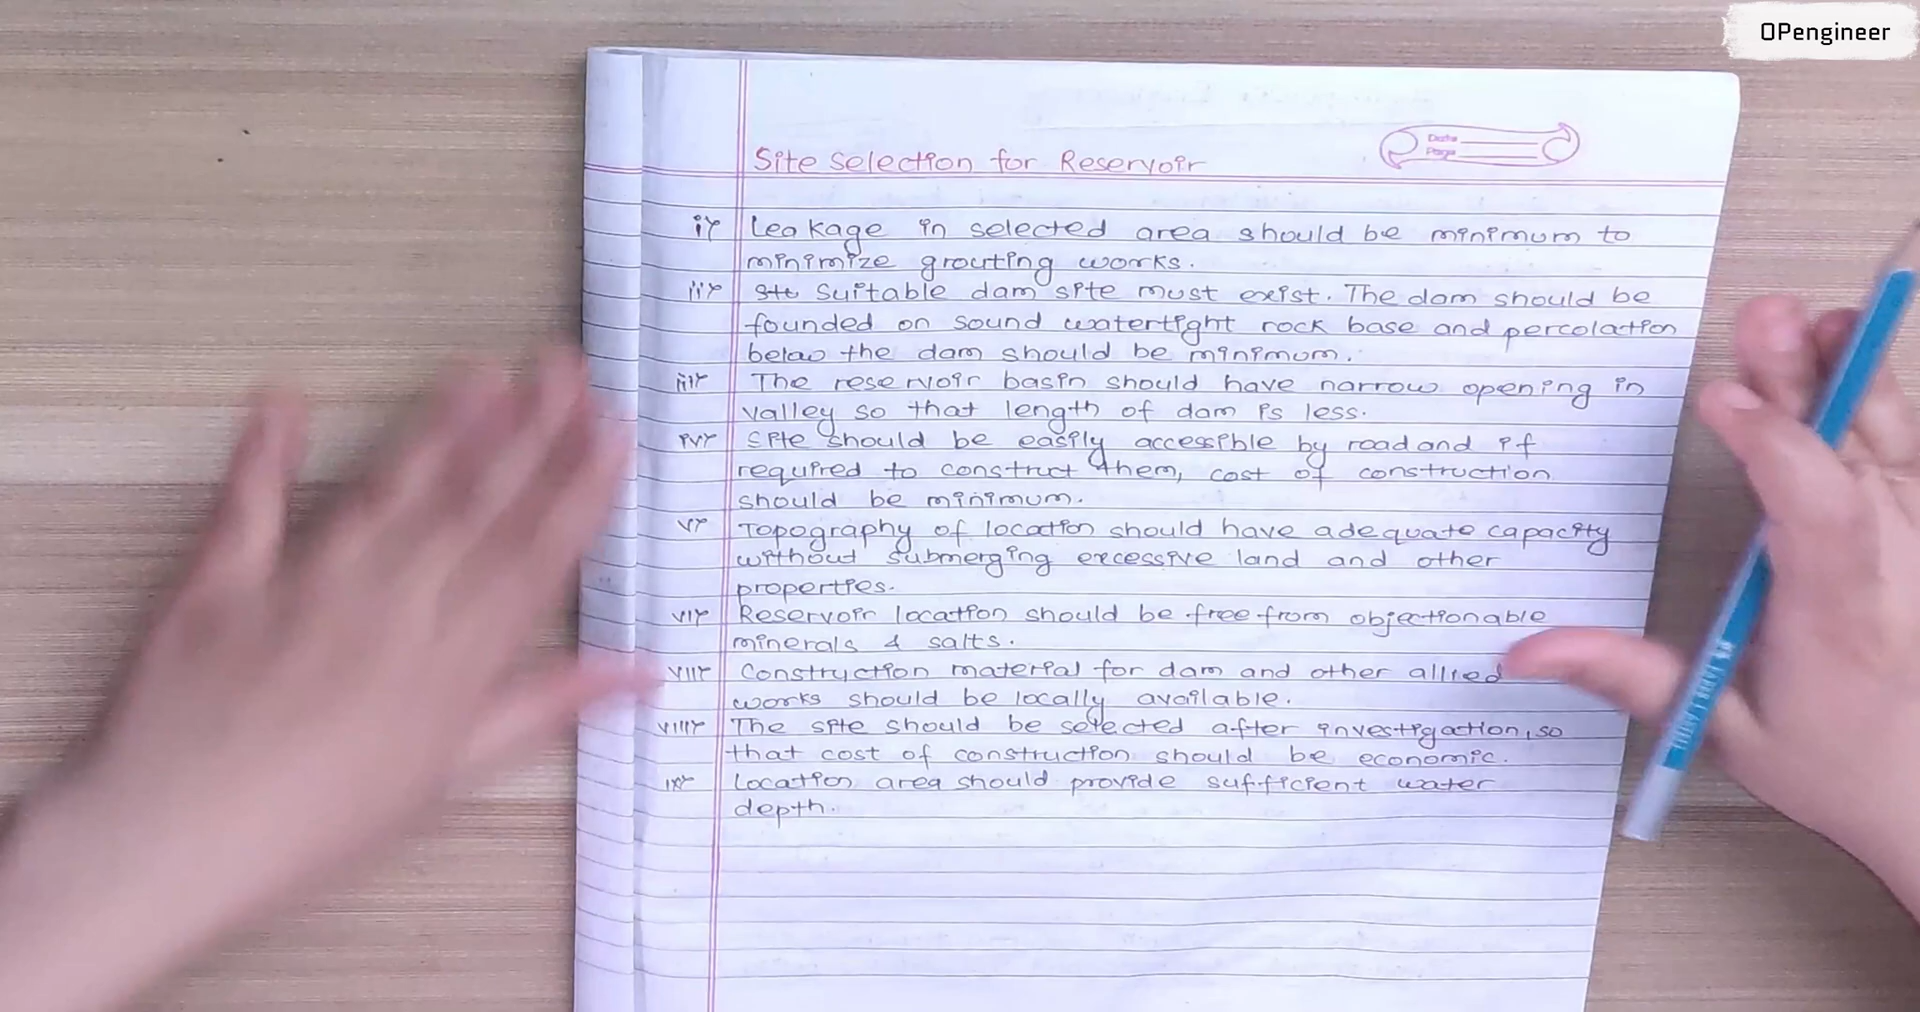 OPengineer
Date
Page
Site selection for Reservoir
i> Leakage in selected area should be minimum to
minimize grouting works.
ii> Suitable dam site must exist. The dam should be
founded on sound watertight rock base and percolation
below the dam should be minimum.
iii> The reservoir basin should have narrow opening in
valley so that length of dam is less.
iv> Site should be easily accessible by road and if
required to construct them, cost of construction
should be minimum.
v> Topography of location should have adequate capacity
without submerging excessive land and other
properties.
vi> Reservoir location should be free from objectionable
minerals & salts.
vii> Construction material for dam and other allied
works should be locally available.
viii> The site should be selected after investigation, so
that cost of construction should be economic.
ix> Location area should provide sufficient water
depth.